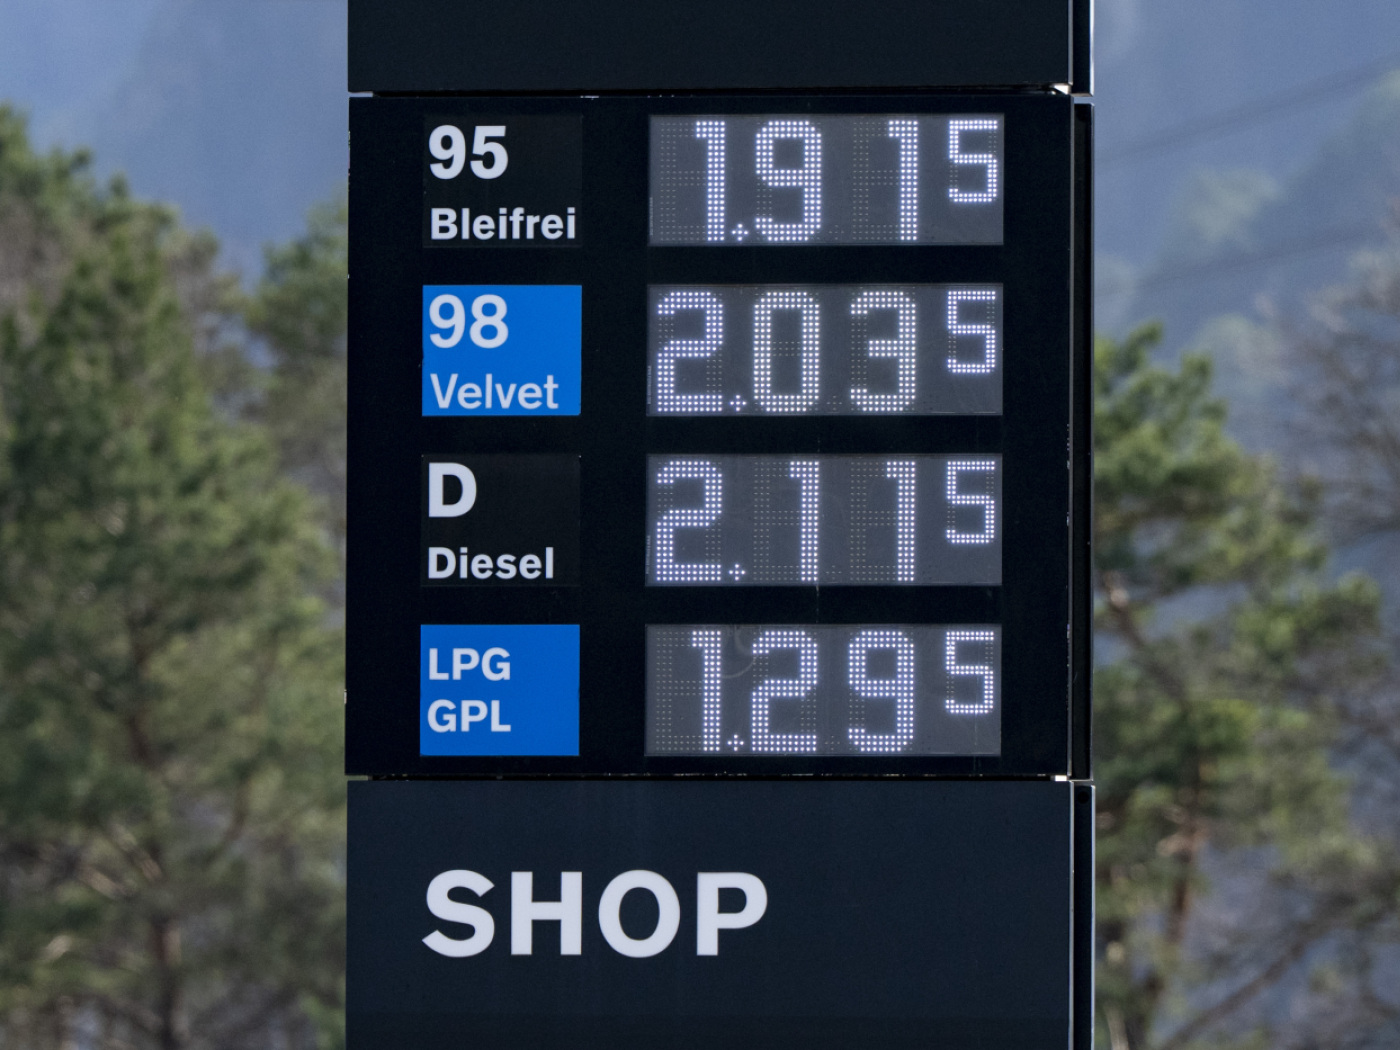 95 1.915
Bleifrei
98 2.035
Velvet
D 2.115
Diesel
LPG 1.295
GPL
SHOP